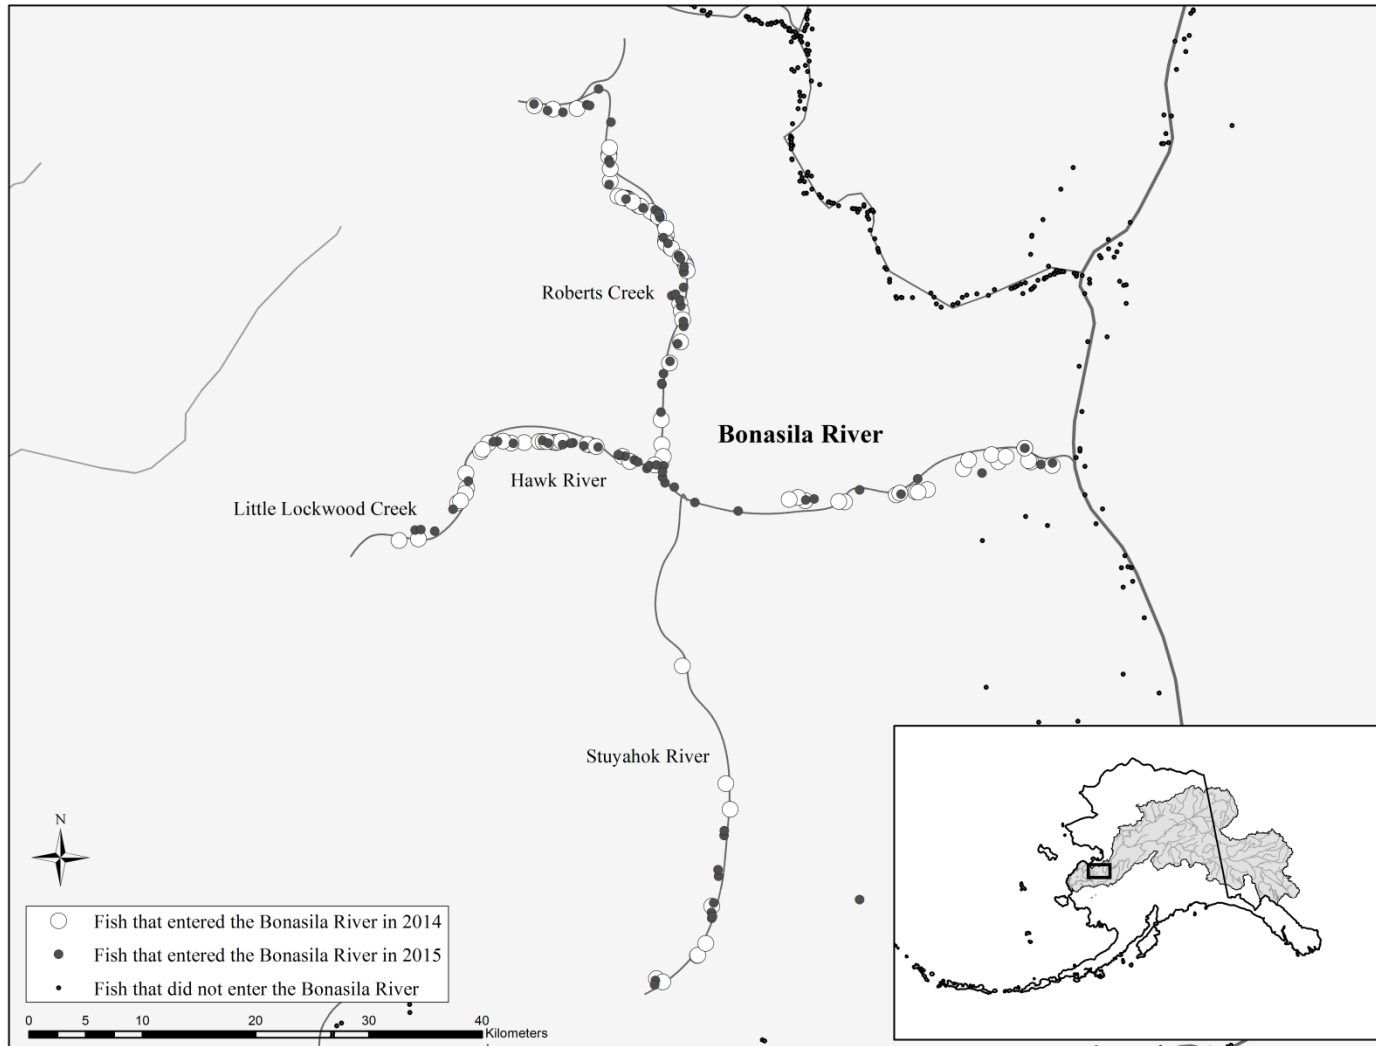 Roberts Creek
Bonasila River
Hawk River
Little Lockwood Creek
Stuyahok River
N
Fish that entered the Bonasila River in 2014
Fish that entered the Bonasila River in 2015
Fish that did not enter the Bonasila River
0 5 10 20 30 40
Kilometers